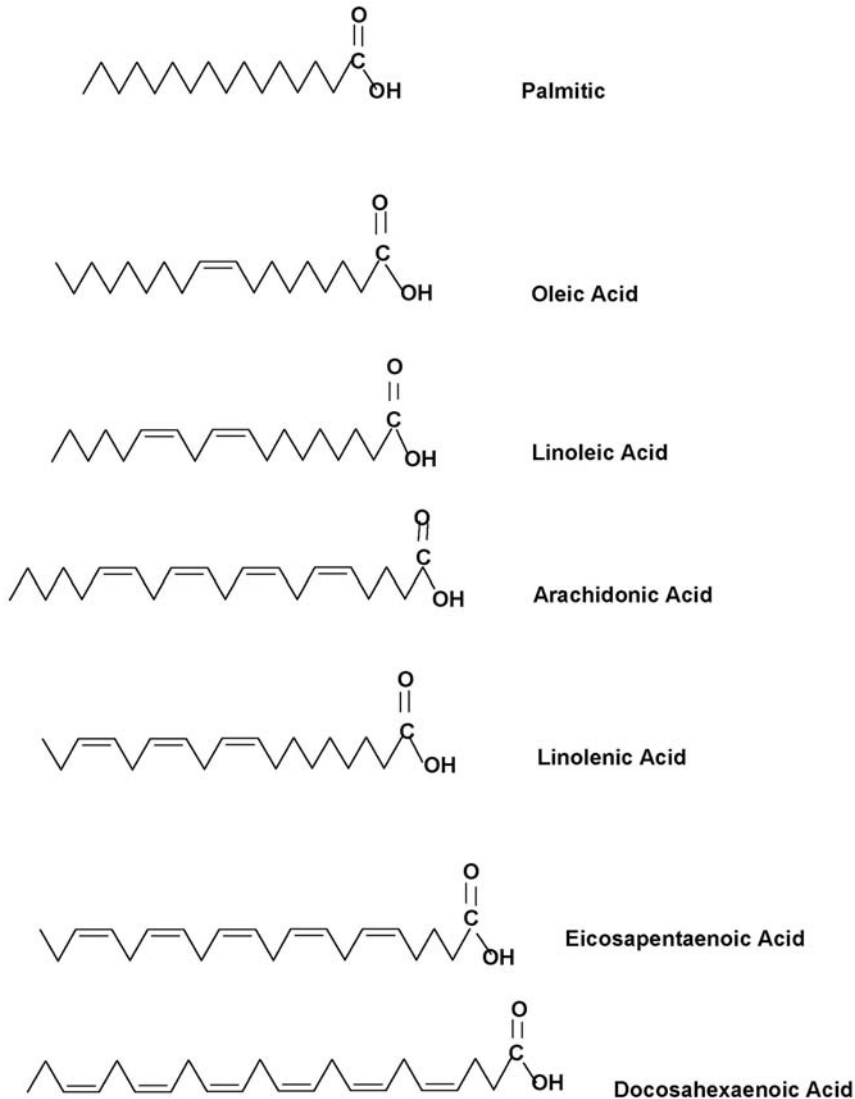 O
C
OH
Palmitic
O
C
OH
Oleic Acid
O
C
OH
Linoleic Acid
O
C
OH
Arachidonic Acid
O
C
OH
Linolenic Acid
O
C
OH
Eicosapentaenoic Acid
O
C
OH
Docosahexaenoic Acid